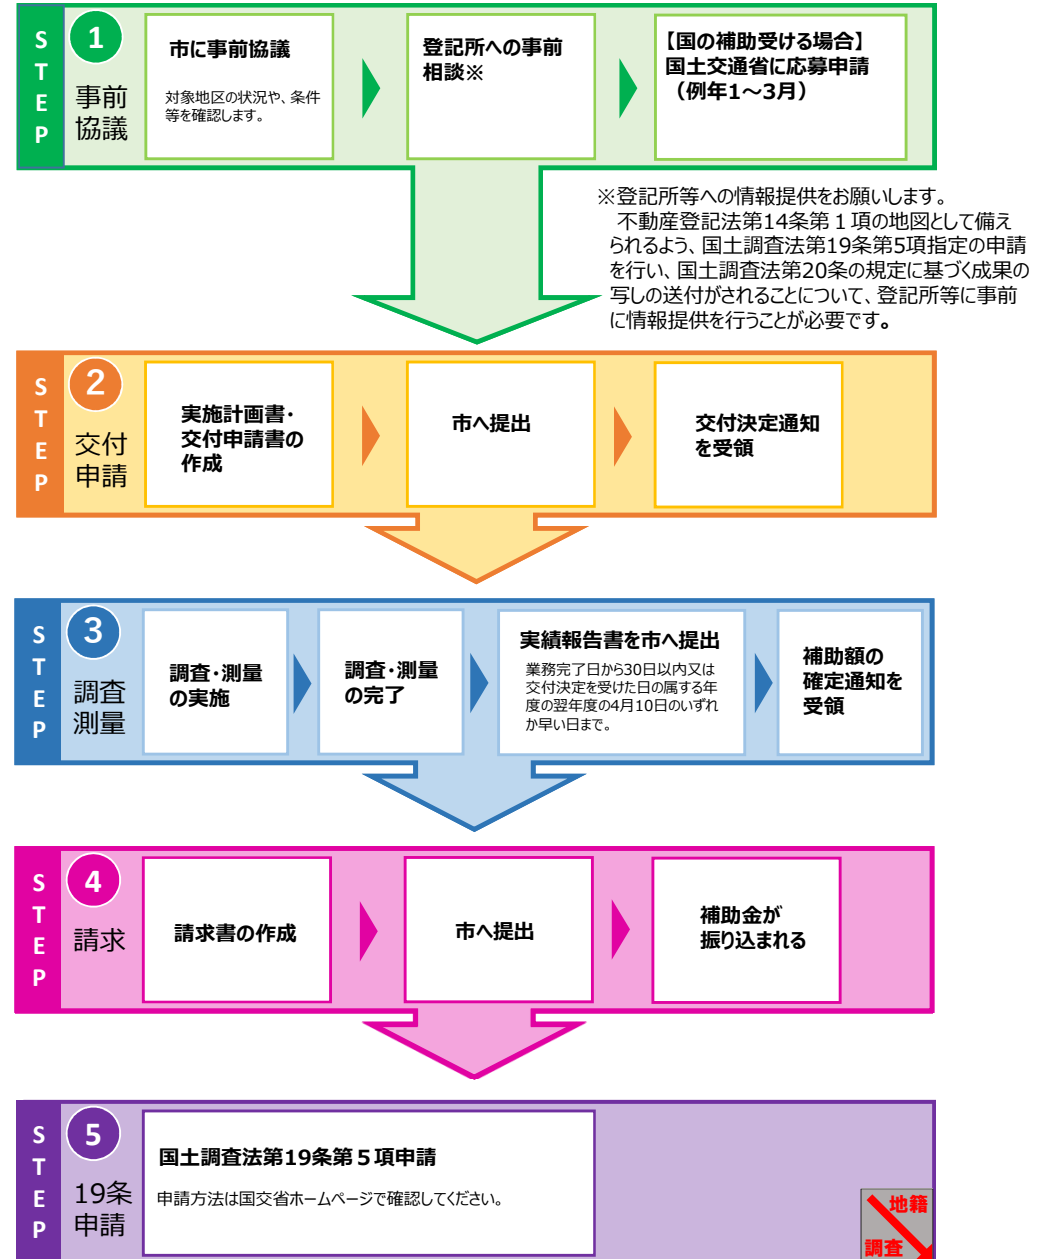 STEP
1
事前
協議
市に事前協議
対象地区の状況や、条件
等を確認します。
登記所への事前
相談※
【国の補助受ける場合】
国土交通省に応募申請
（例年1～3月）
※登記所等への情報提供をお願いします。
不動産登記法第14条第１項の地図として備え
られるよう、国土調査法第19条第5項指定の申請
を行い、国土調査法第20条の規定に基づく成果の
写しの送付がされることについて、登記所等に事前
に情報提供を行うことが必要です。
STEP
2
交付
申請
実施計画書・
交付申請書の
作成
市へ提出
交付決定通知
を受領
STEP
3
調査
測量
調査・測量
の実施
調査・測量
の完了
実績報告書を市へ提出
業務完了日から30日以内又は
交付決定を受けた日の属する年
度の翌年度の4月10日のいずれ
か早い日まで。
補助額の
確定通知を
受領
STEP
4
請求
請求書の作成
市へ提出
補助金が
振り込まれる
STEP
5
19条
申請
国土調査法第19条第５項申請
申請方法は国交省ホームページで確認してください。
地籍
調査